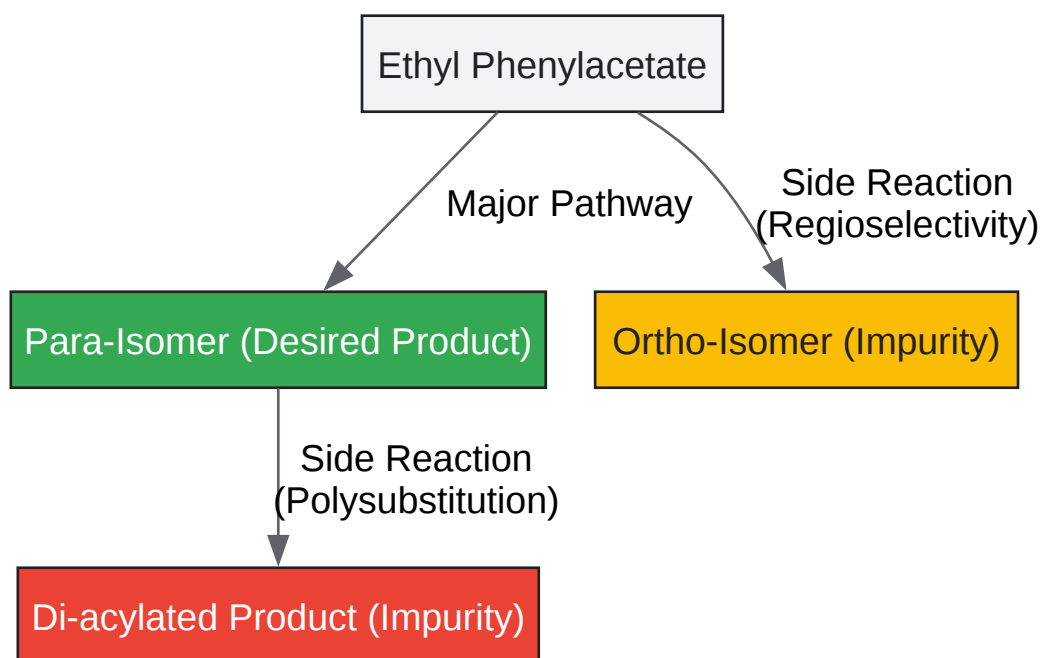 Ethyl Phenylacetate
Major Pathway
Side Reaction
(Regioselectivity)
Para-Isomer (Desired Product)
Ortho-Isomer (Impurity)
Side Reaction
(Polysubstitution)
Di-acylated Product (Impurity)